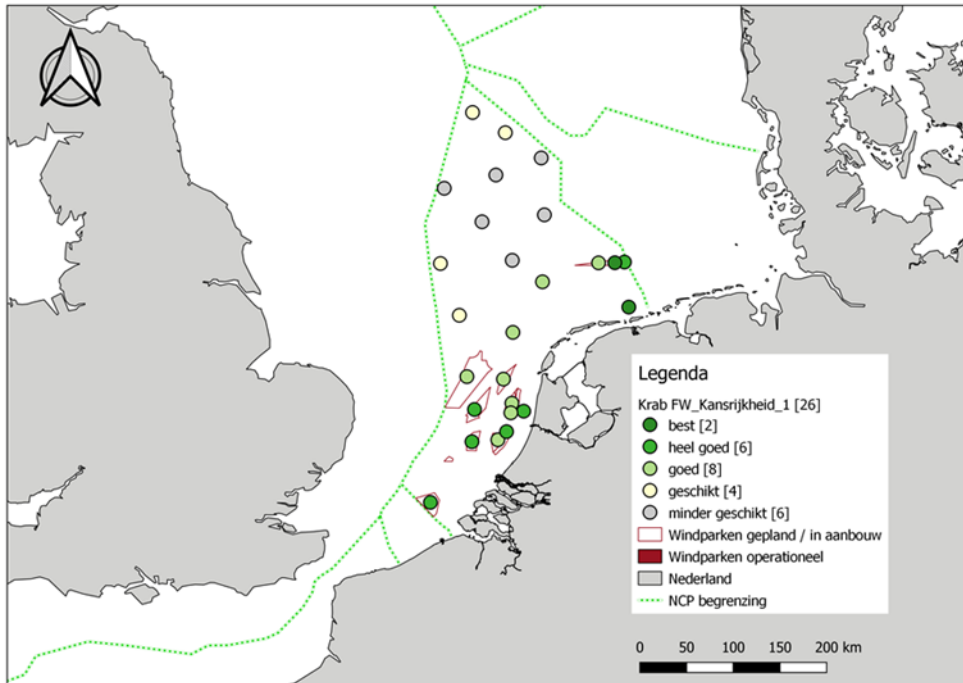 Legenda
Krab FW_Kansrijkheid_1 [26]
best [2]
heel goed [6]
goed [8]
geschikt [4]
minder geschikt [6]
Windparken gepland / in aanbouw
Windparken operationeel
Nederland
NCP begrenzing
0 50 100 150 200 km